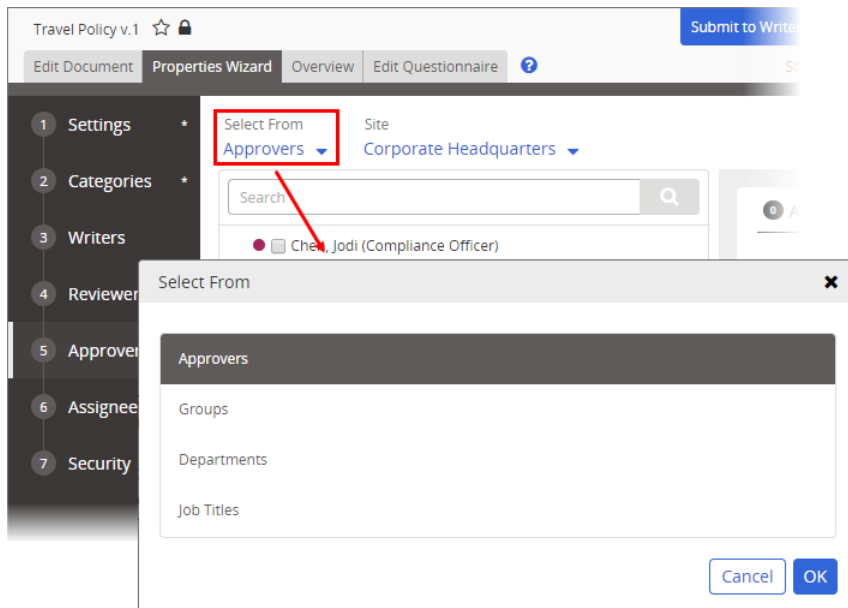 Travel Policy v.1
Submit to
Edit Document Properties Wizard Overview Edit Questionnaire ?
1 Settings *
Select From Site
Approvers Corporate Headquarters
2 Categories *
Search
0 A
3 Writers
Chen, Jodi (Compliance Officer)
Select From
4 Reviewer
5 Approver
Approvers
6 Assignee
Groups
7 Security
Departments
Job Titles
Cancel OK